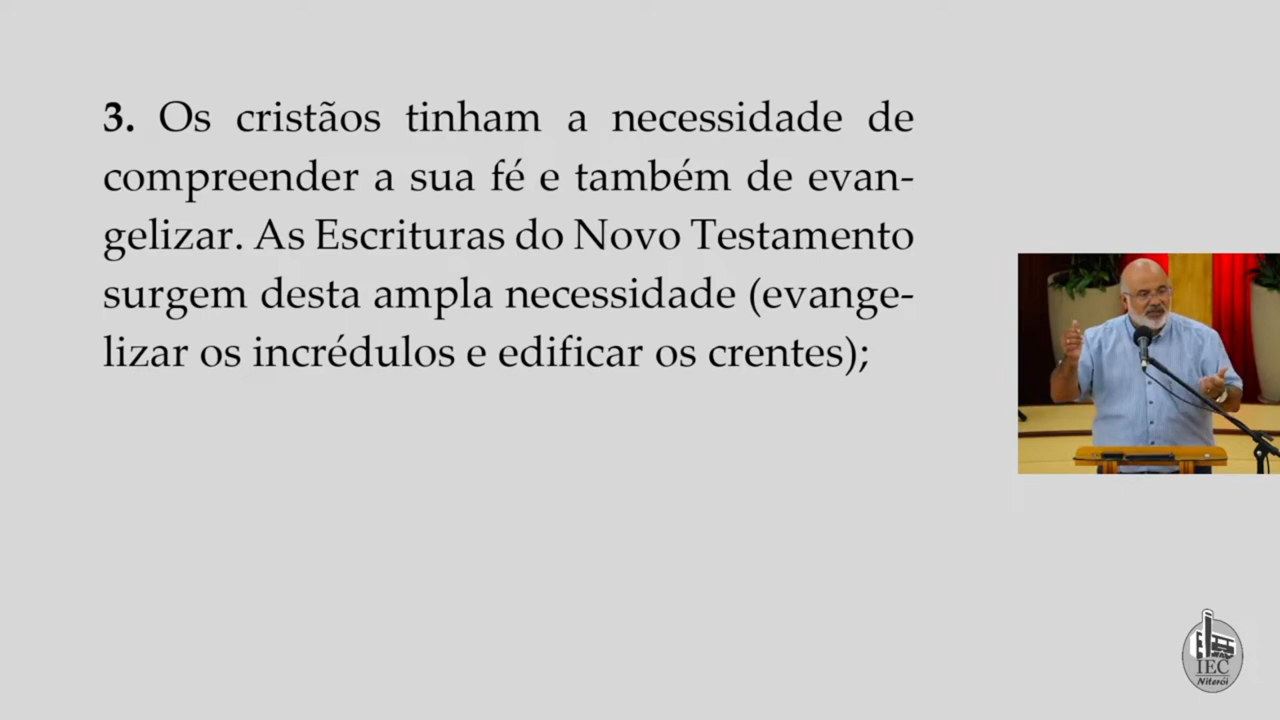 3. Os cristãos tinham a necessidade de
compreender a sua fé e também de evan-
gelizar. As Escrituras do Novo Testamento
surgem desta ampla necessidade (evange-
lizar os incrédulos e edificar os crentes);
IEC
Niterói